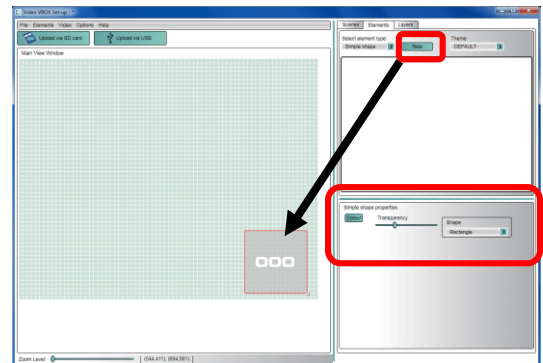 Video VBOX Set-up - *
File Elements Video Options Help
Upload via SD card
Upload via USB
Main View Window
Zoom Level:
(544,411), (694,561)
Scenes Elements Layers
Select element type
Simple shape
New
Theme
DEFAULT
Simple shape properties
Colour
Transparency
Shape
Rectangle